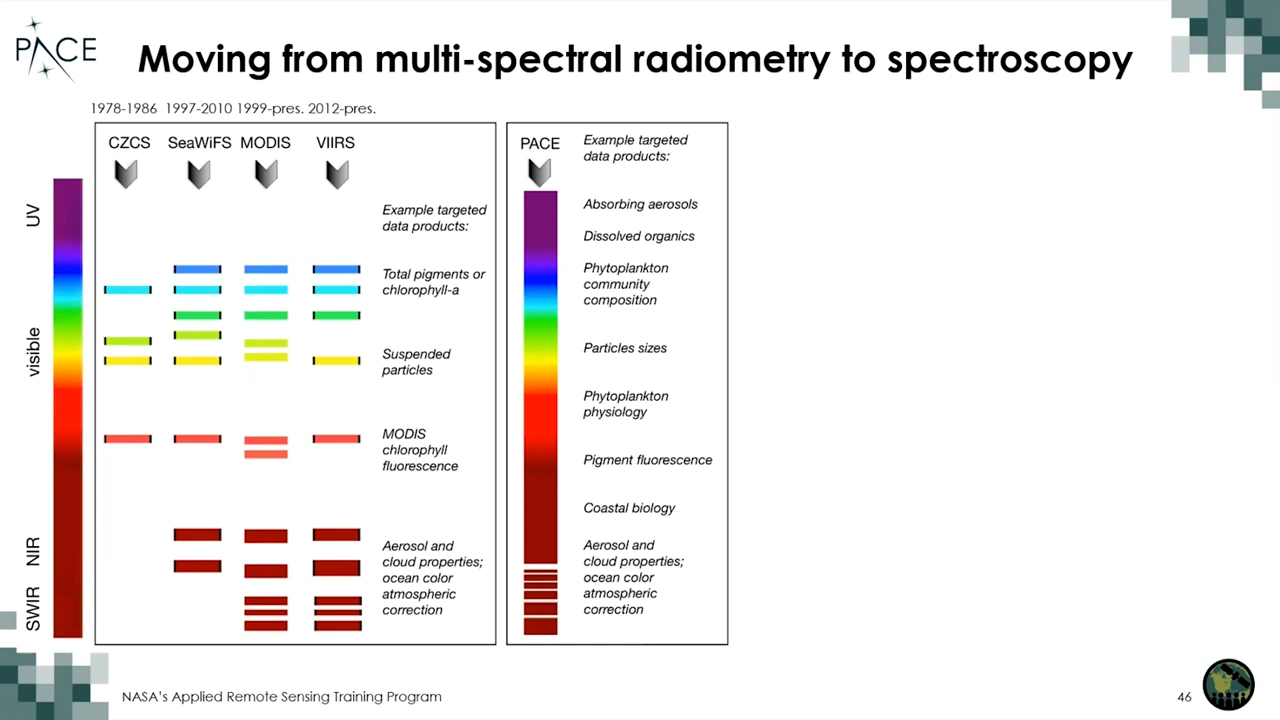 PACE
Moving from multi-spectral radiometry to spectroscopy
1978-1986 1997-2010 1999-pres. 2012-pres.
CZCS SeaWiFS MODIS VIIRS
UV
visible
NIR
SWIR
Example targeted
data products:
Total pigments or
chlorophyll-a
Suspended
particles
MODIS
chlorophyll
fluorescence
Aerosol and
cloud properties;
ocean color
atmospheric
correction
PACE
Example targeted
data products:
Absorbing aerosols
Dissolved organics
Phytoplankton
community
composition
Particles sizes
Phytoplankton
physiology
Pigment fluorescence
Coastal biology
Aerosol and
cloud properties;
ocean color
atmospheric
correction
NASA's Applied Remote Sensing Training Program
46